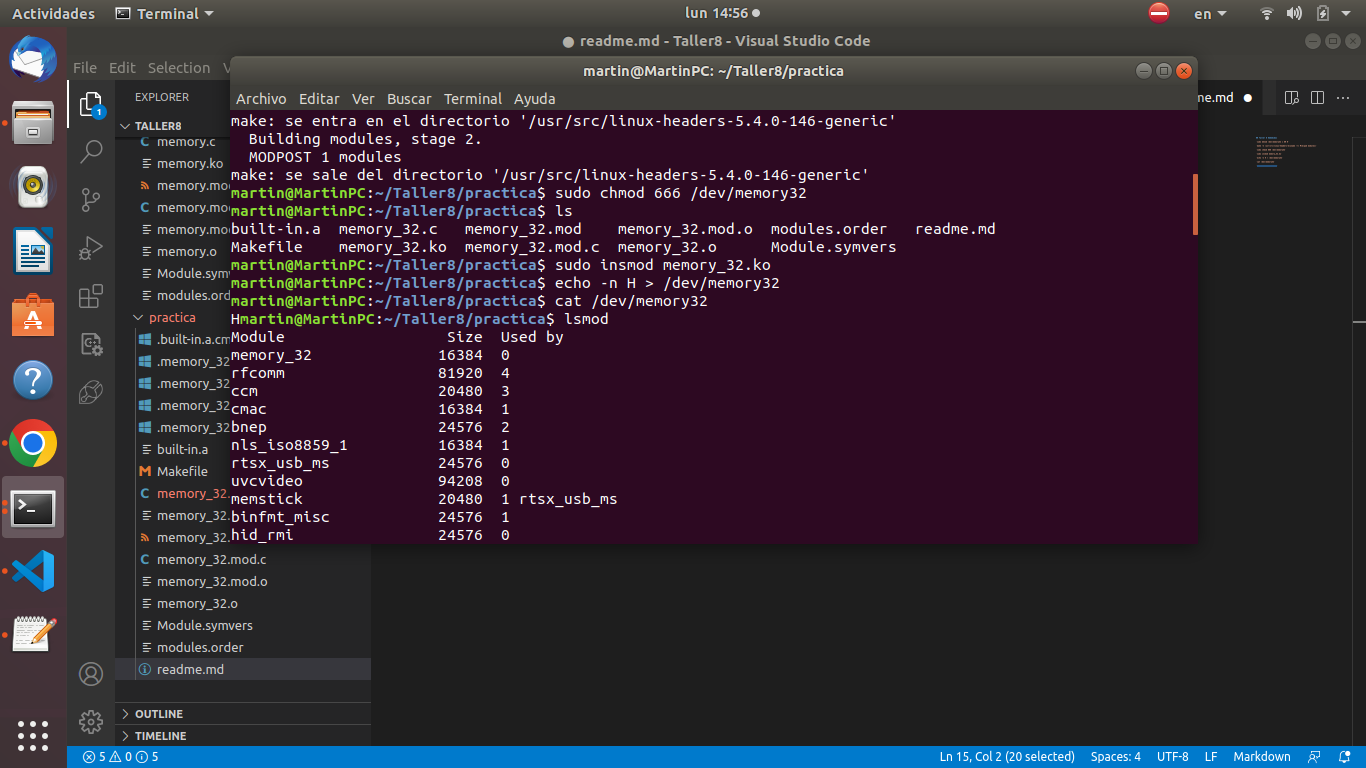 Actividades Terminal lun 14:56 en
readme.md - Taller8 - Visual Studio Code
File Edit Selection V
martin@MartinPC: ~/Taller8/practica
Archivo Editar Ver Buscar Terminal Ayuda
make: se entra en el directorio '/usr/src/linux-headers-5.4.0-146-generic'
  Building modules, stage 2.
  MODPOST 1 modules
make: se sale del directorio '/usr/src/linux-headers-5.4.0-146-generic'
martin@MartinPC:~/Taller8/practica$ sudo chmod 666 /dev/memory32
martin@MartinPC:~/Taller8/practica$ ls
built-in.a  memory_32.c   memory_32.mod    memory_32.mod.o  modules.order   readme.md
Makefile    memory_32.ko  memory_32.mod.c  memory_32.o      Module.symvers
martin@MartinPC:~/Taller8/practica$ sudo insmod memory_32.ko
martin@MartinPC:~/Taller8/practica$ echo -n H > /dev/memory32
martin@MartinPC:~/Taller8/practica$ cat /dev/memory32
Hmartin@MartinPC:~/Taller8/practica$ lsmod
Module                  Size  Used by
memory_32              16384  0
rfcomm                 81920  4
ccm                    20480  3
cmac                   16384  1
bnep                   24576  2
nls_iso8859_1          16384  1
rtsx_usb_ms            24576  0
uvcvideo               94208  0
memstick               20480  1 rtsx_usb_ms
binfmt_misc            24576  1
hid_rmi                24576  0
me.md
1
EXPLORER
TALLER8
C memory.c
memory.ko
memory.mo
C memory.mo
memory.mo
memory.o
Module.symv
modules.ord
practica
.built-in.a.cm
.memory_32
.memory_32
.memory_32
.memory_32
built-in.a
M Makefile
C memory_32.
memory_32.
memory_32.
C memory_32.mod.c
memory_32.mod.o
memory_32.o
Module.symvers
modules.order
readme.md
OUTLINE
TIMELINE
5 0 5 Ln 15, Col 2 (20 selected) Spaces: 4 UTF-8 LF Markdown